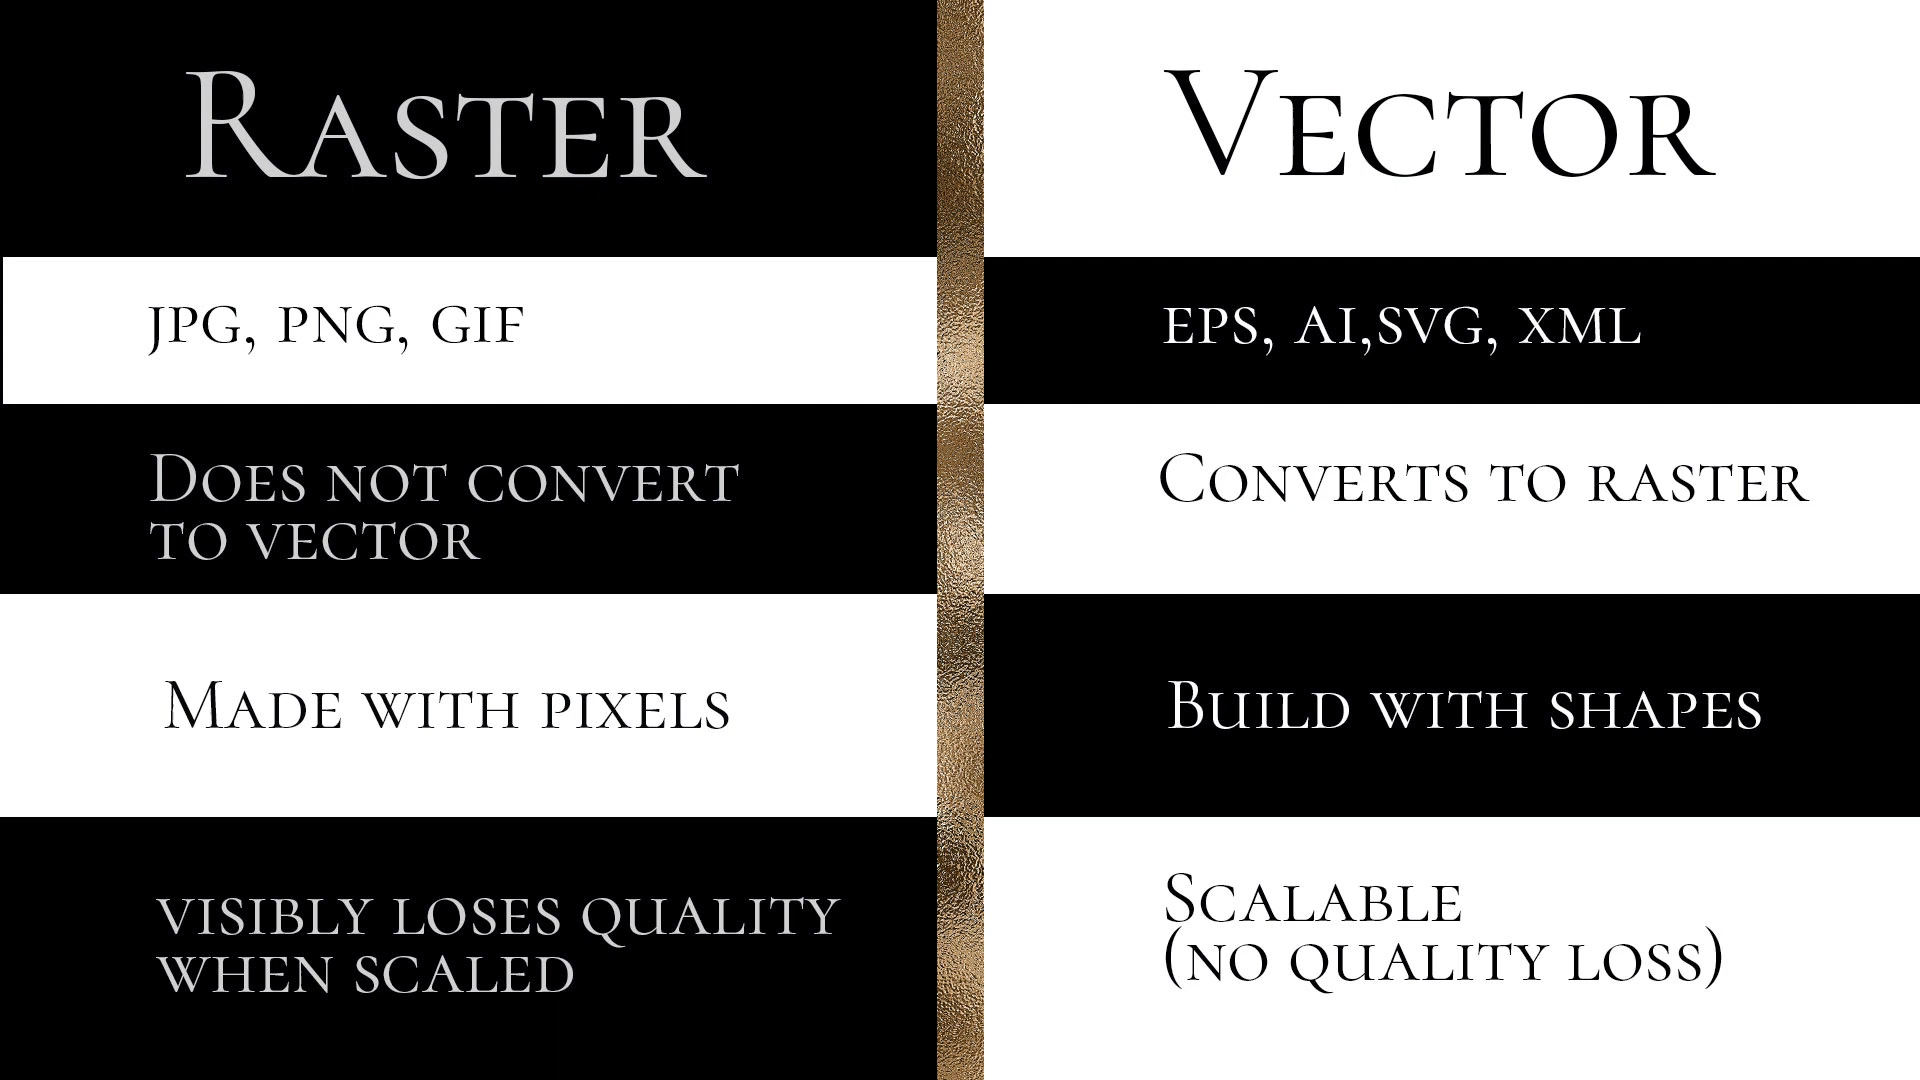 Raster
Vector
JPG, PNG, GIF
EPS, AI,SVG, XML
Does not convert
to vector
Converts to raster
Made with pixels
Build with shapes
visibly loses quality
when scaled
Scalable
(no quality loss)